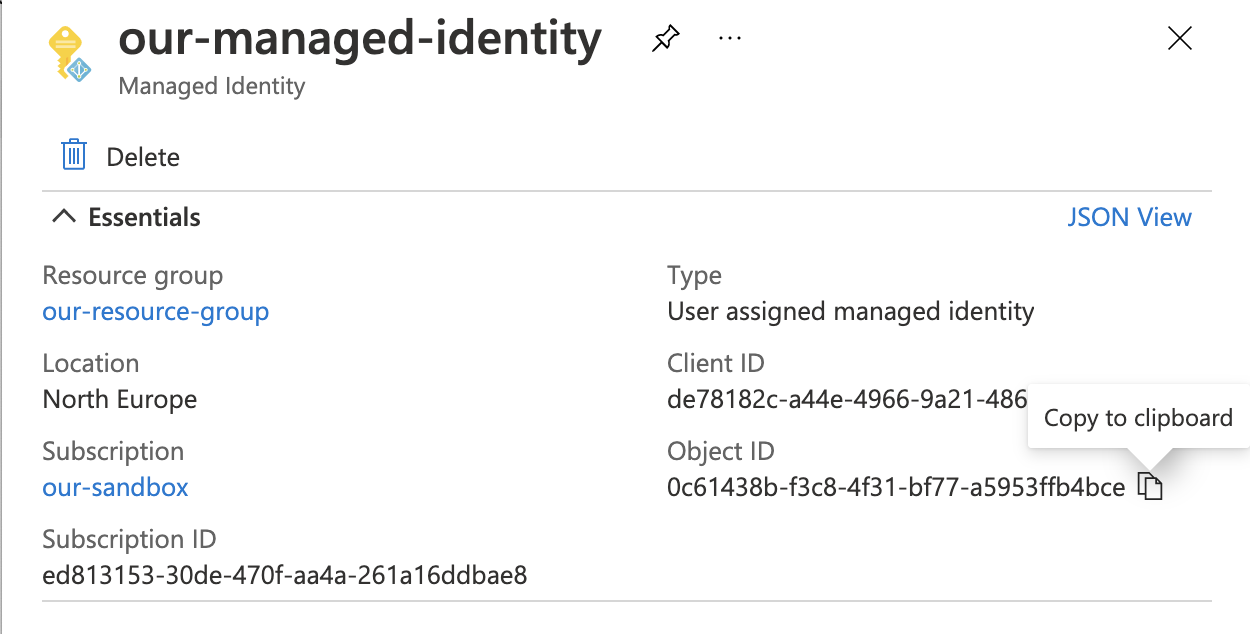 our-managed-identity
Managed Identity
Delete
Essentials
JSON View
Resource group
our-resource-group
Location
North Europe
Subscription
our-sandbox
Subscription ID
ed813153-30de-470f-aa4a-261a16ddbae8
Type
User assigned managed identity
Client ID
de78182c-a44e-4966-9a21-486
Copy to clipboard
Object ID
0c61438b-f3c8-4f31-bf77-a5953ffb4bce